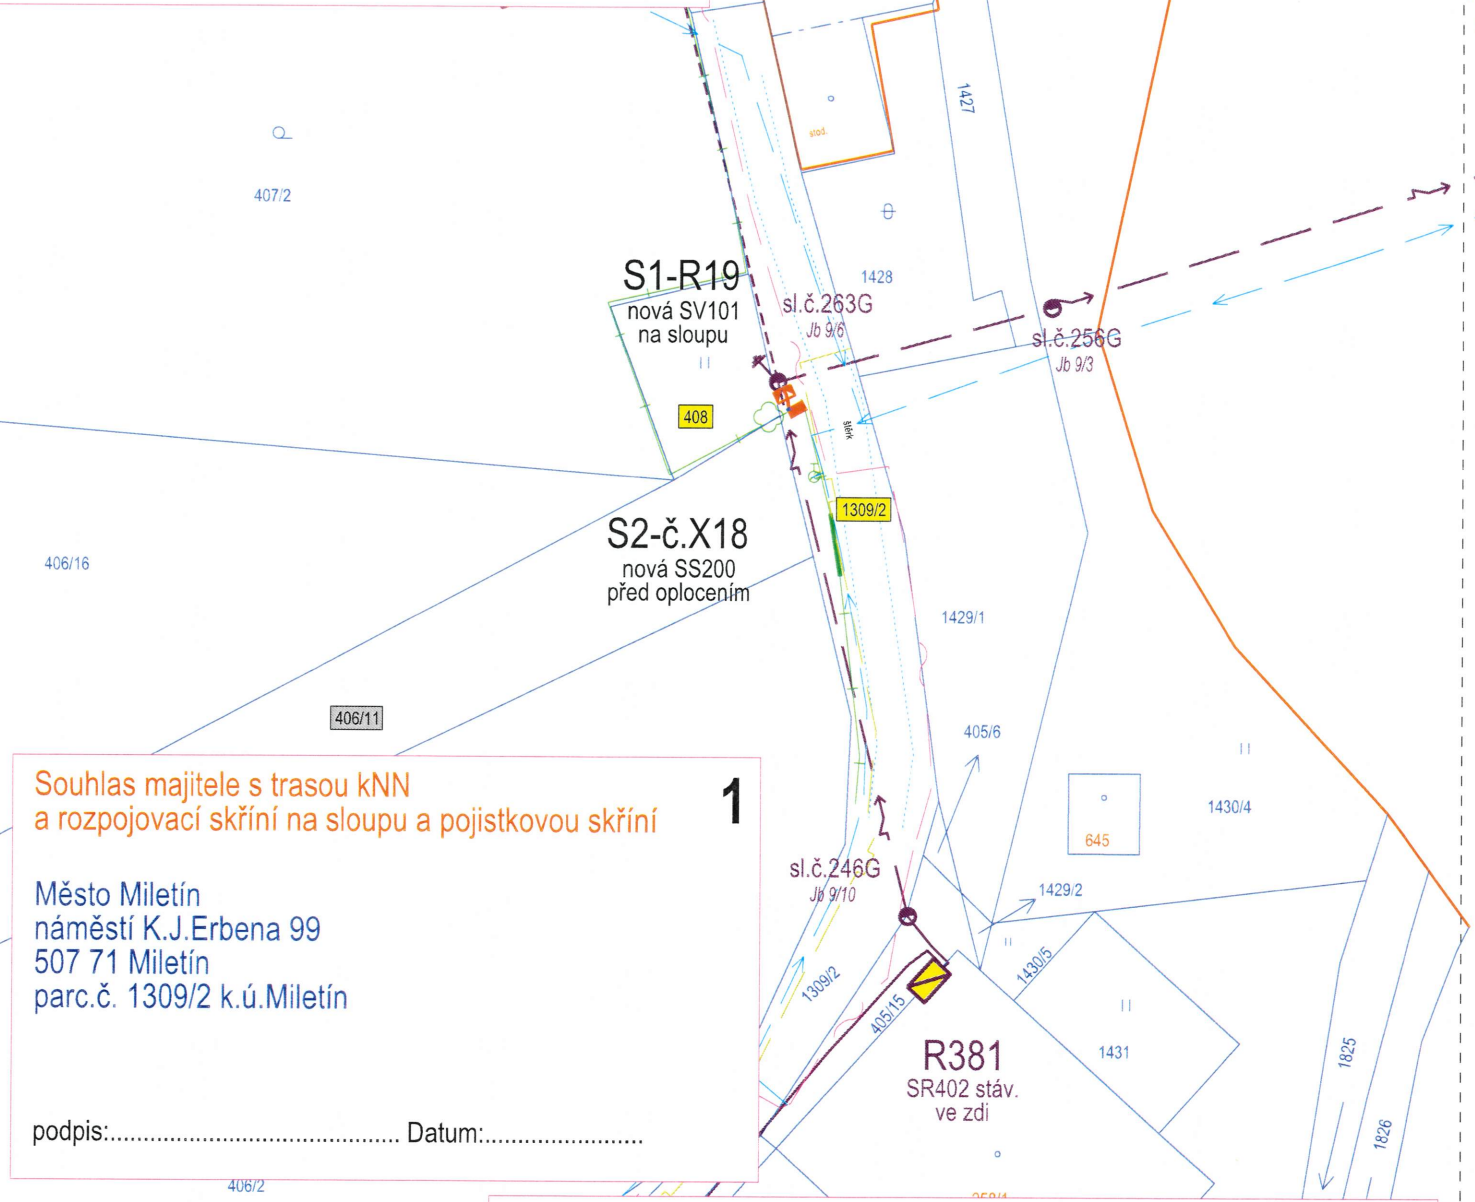 1427
stod.
407/2
1428
S1-R19
nová SV101
na sloupu
sl.č.263G
Jb 9/6
sl.č.256G
Jb 9/3
408
štěrk
1309/2
S2-č.X18
nová SS200
před oplocením
406/16
1429/1
406/11
405/6
1430/4
645
Souhlas majitele s trasou kNN
a rozpojovací skříní na sloupu a pojistkovou skříní
1
Město Miletín
náměstí K.J.Erbena 99
507 71 Miletín
parc.č. 1309/2 k.ú.Miletín
podpis:........................................ Datum:......................
sl.č.246G
Jb 9/10
1429/2
1430/5
1309/2
405/15
R381
SR402 stáv.
ve zdi
1431
1825
1826
406/2